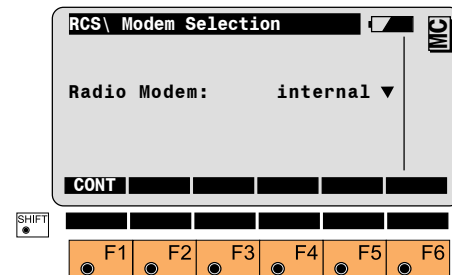 RCS\ Modem Selection
MC
Radio Modem: internal ▼
CONT
SHIFT
F1 F2 F3 F4 F5 F6